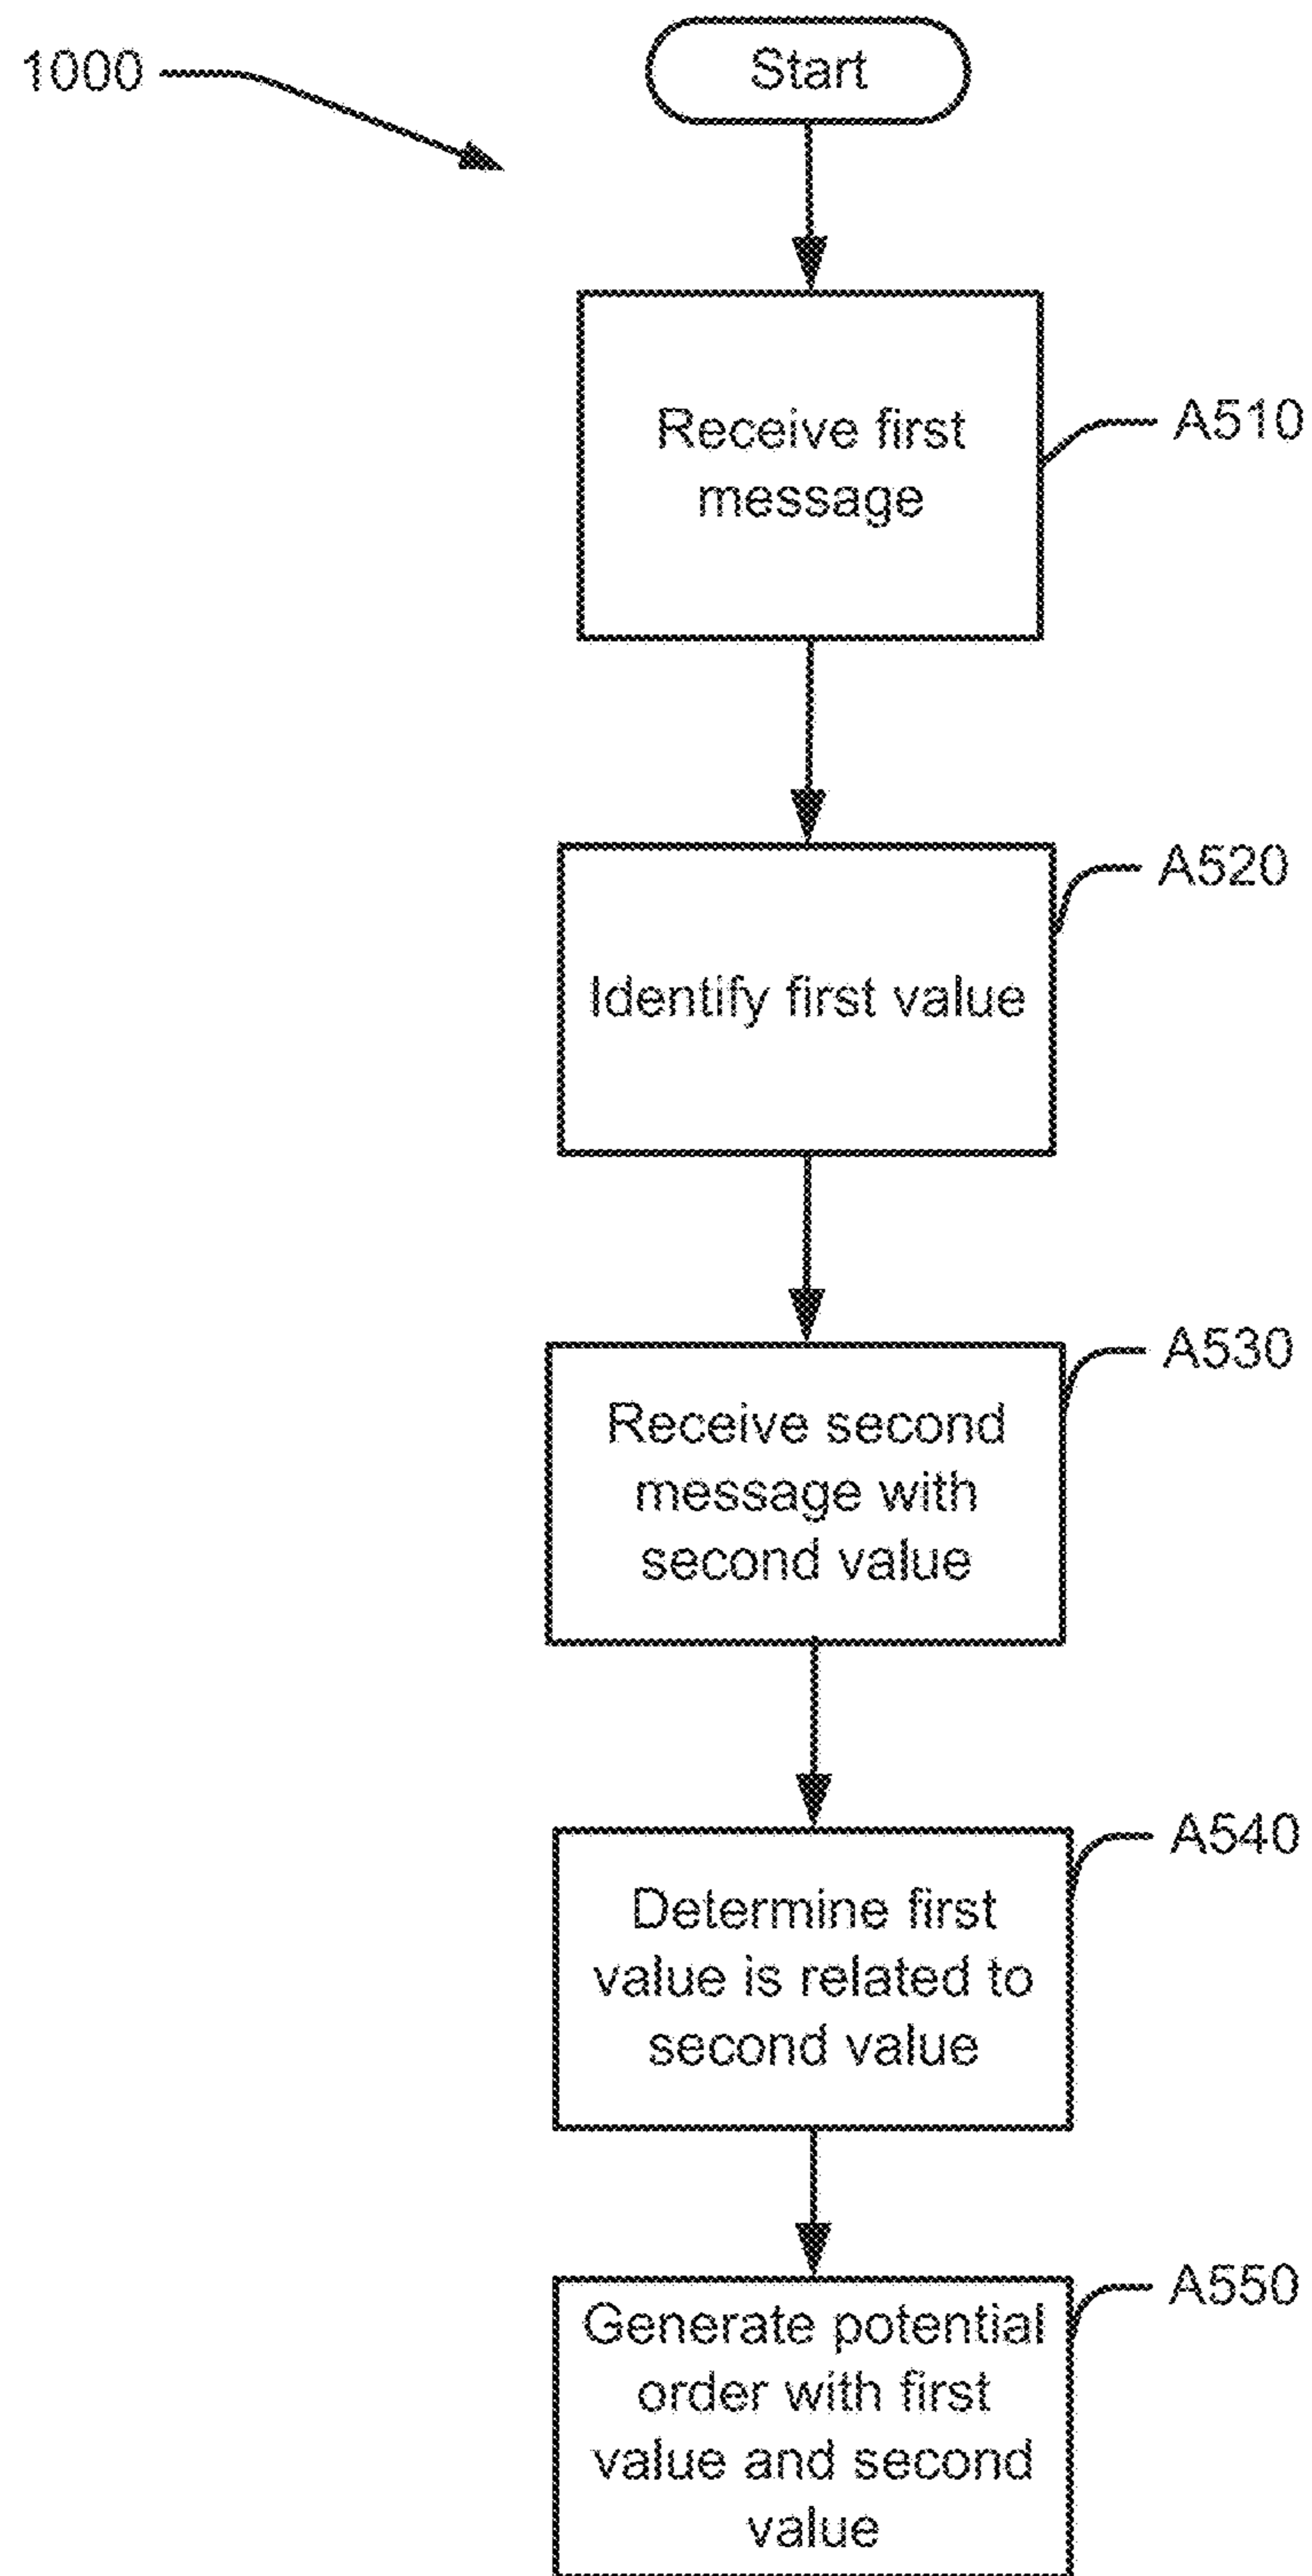 1000
Start
Receive first
message
A510
Identify first value
A520
Receive second
message with
second value
A530
Determine first
value is related to
second value
A540
Generate potential
order with first
value and second
value
A550